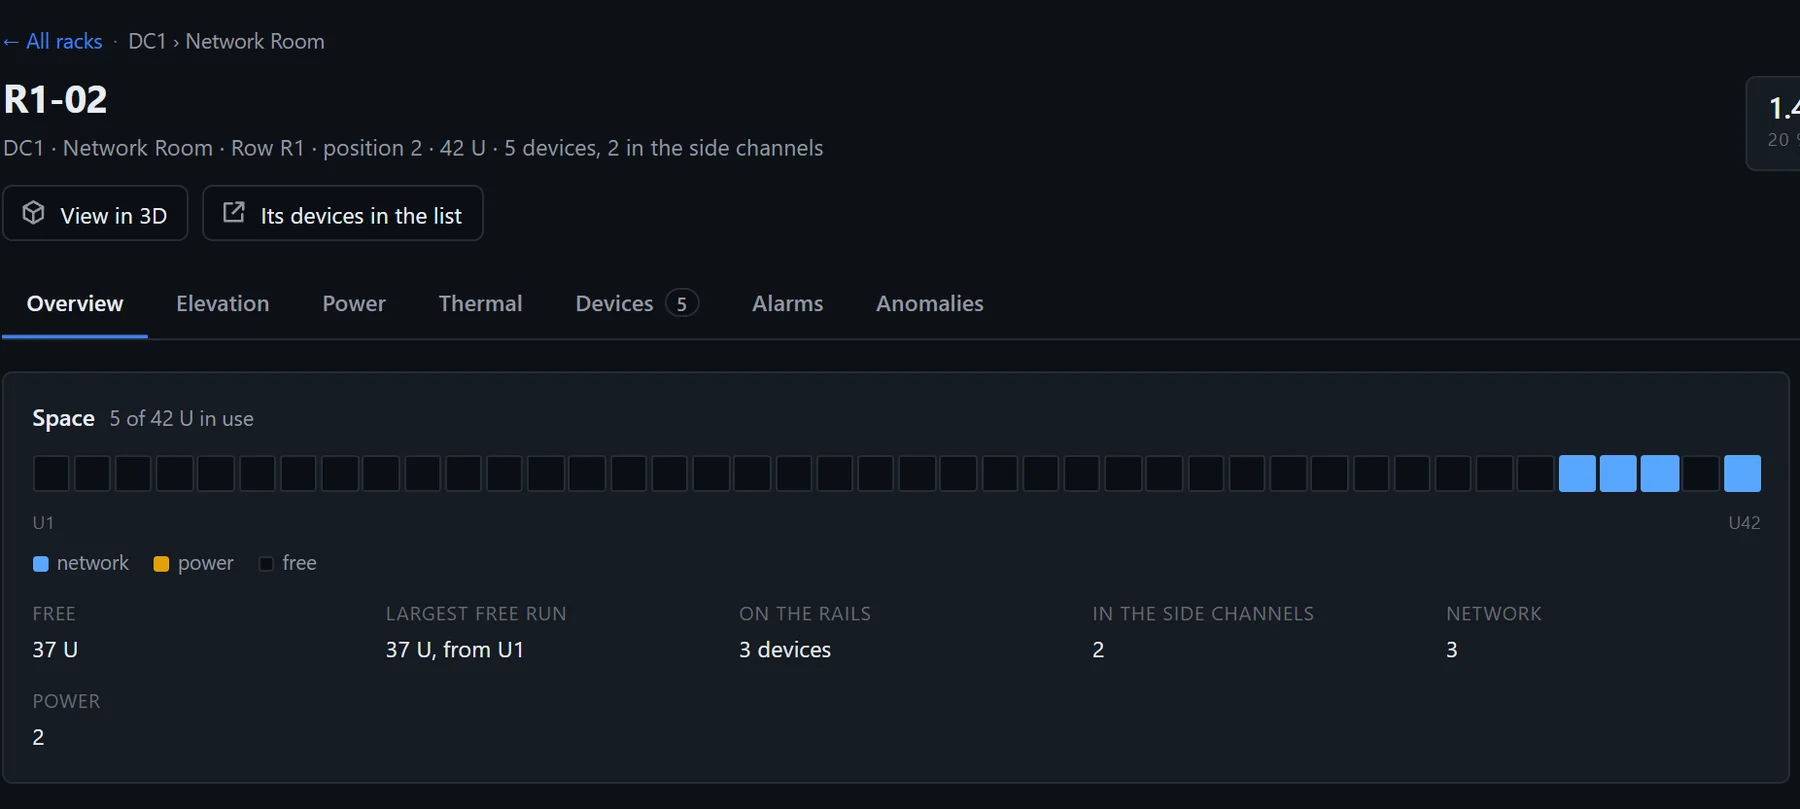 ← All racks · DC1 › Network Room
R1-02
DC1 · Network Room · Row R1 · position 2 · 42 U · 5 devices, 2 in the side channels
1.4
20
View in 3D
Its devices in the list
Overview
Elevation
Power
Thermal
Devices 5
Alarms
Anomalies
Space 5 of 42 U in use
U1
U42
network
power
free
FREE
37 U
LARGEST FREE RUN
37 U, from U1
ON THE RAILS
3 devices
IN THE SIDE CHANNELS
2
NETWORK
3
POWER
2